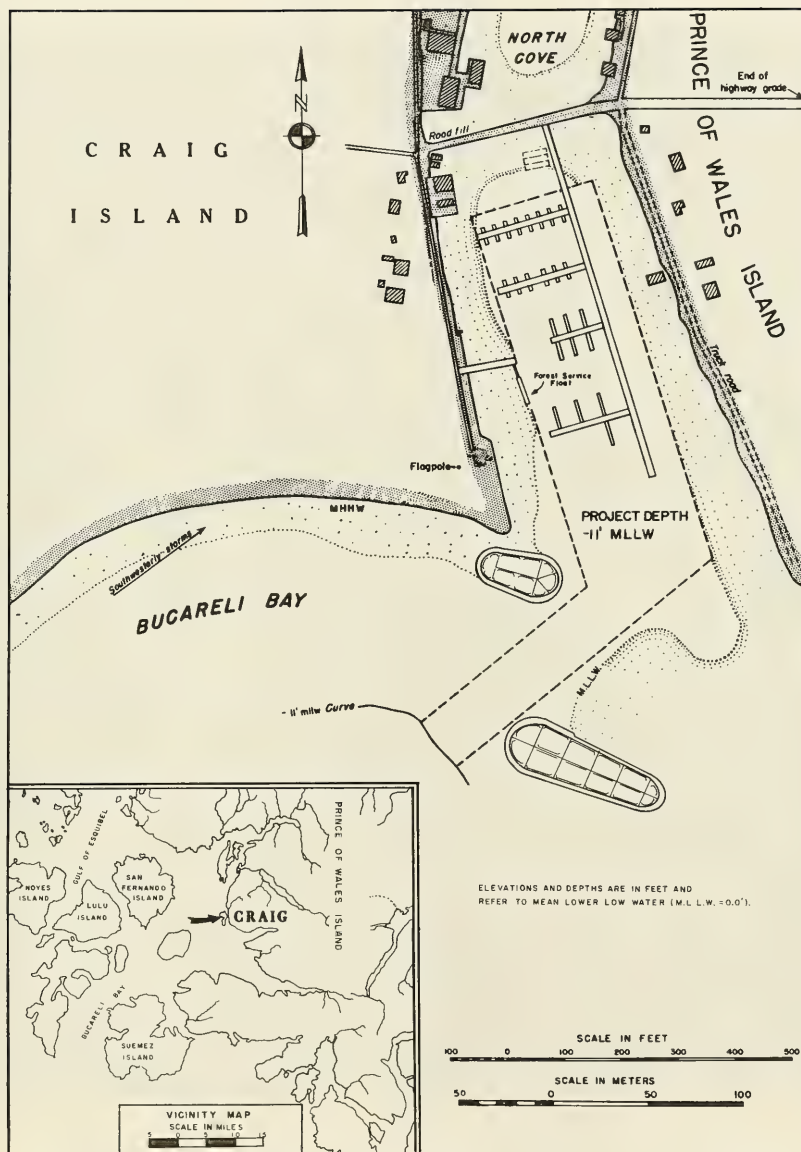 NORTH
COVE
PRINCE OF WALES ISLAND
End of
highway grade
CRAIG
ISLAND
N
Road fill
Truck road
Forest Service
Float
Flagpole
MHHW
PROJECT DEPTH
-11' MLLW
Southwesterly storms
BUCARELI BAY
M.L.L.W.
-11' mllw Curve
GULF OF ESQUIBEL
PRINCE OF WALES ISLAND
NOYES
ISLAND
SAN
FERNANDO
ISLAND
LULU
ISLAND
CRAIG
BUCARELI BAY
SUEMEZ
ISLAND
VICINITY MAP
SCALE IN MILES
5 0 5 10 15
ELEVATIONS AND DEPTHS ARE IN FEET AND
REFER TO MEAN LOWER LOW WATER (M.L.L.W. = 0.0').
SCALE IN FEET
100 0 100 200 300 400 500
SCALE IN METERS
50 0 50 100